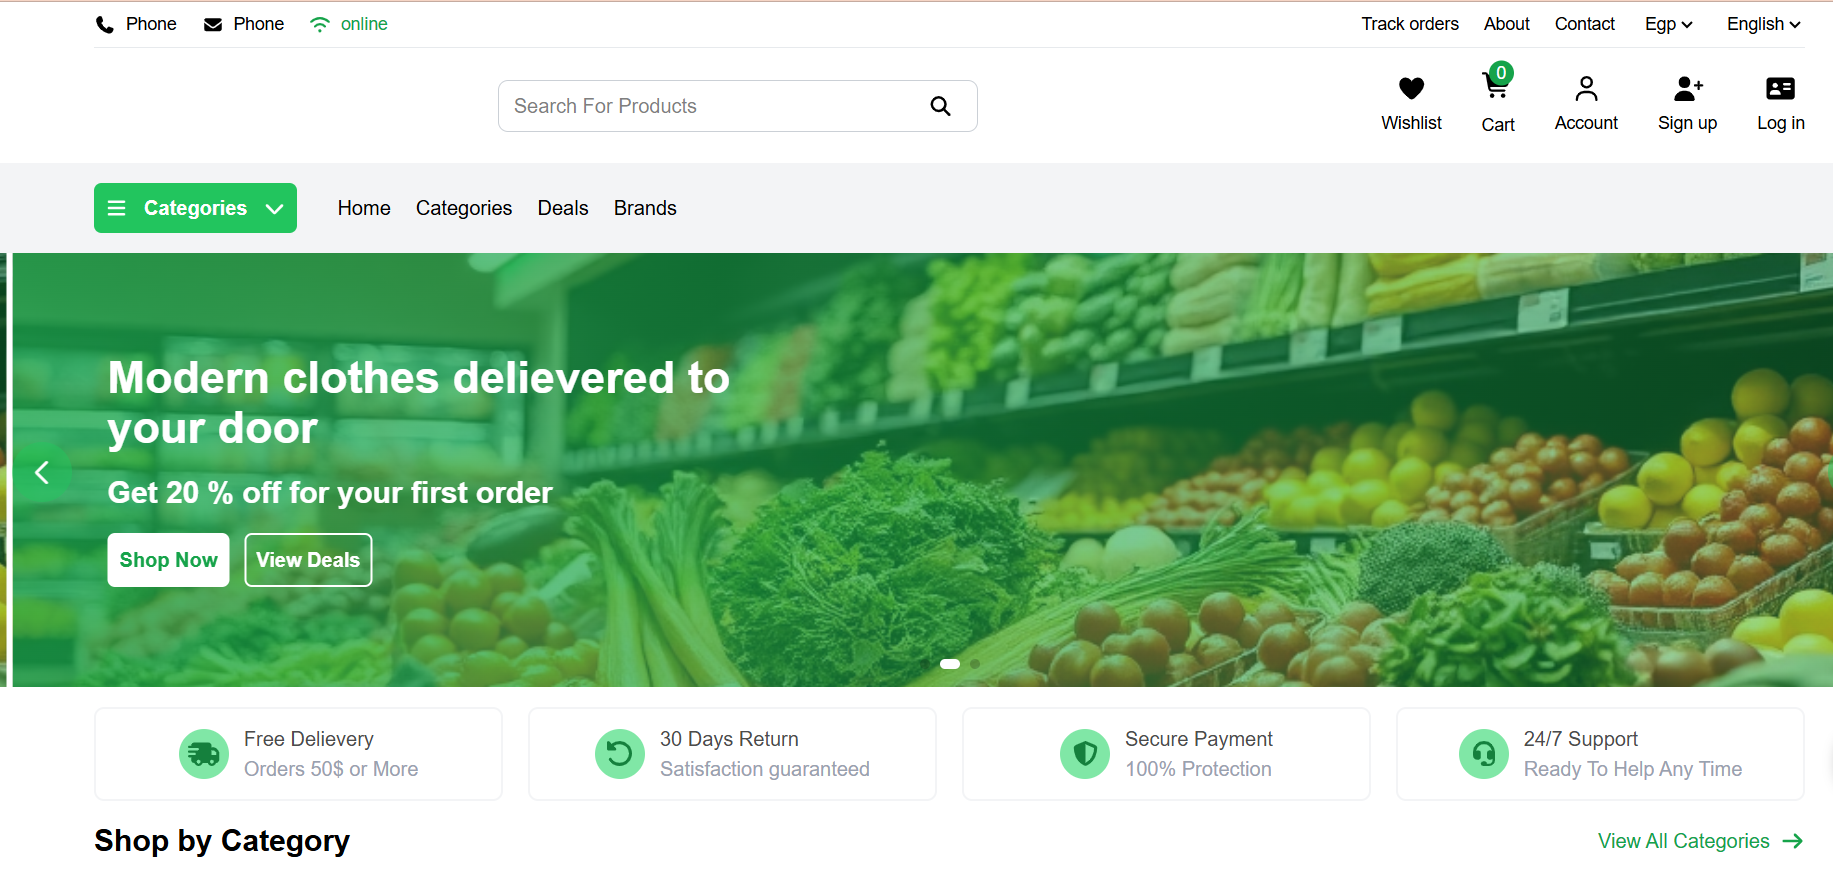 Phone Phone online Track orders About Contact Egp English
Search For Products
0
Wishlist Cart Account Sign up Log in
Categories Home Categories Deals Brands
Modern clothes delievered to
your door
Get 20 % off for your first order
Shop Now View Deals
Free Delievery
Orders 50$ or More
30 Days Return
Satisfaction guaranteed
Secure Payment
100% Protection
24/7 Support
Ready To Help Any Time
Shop by Category View All Categories